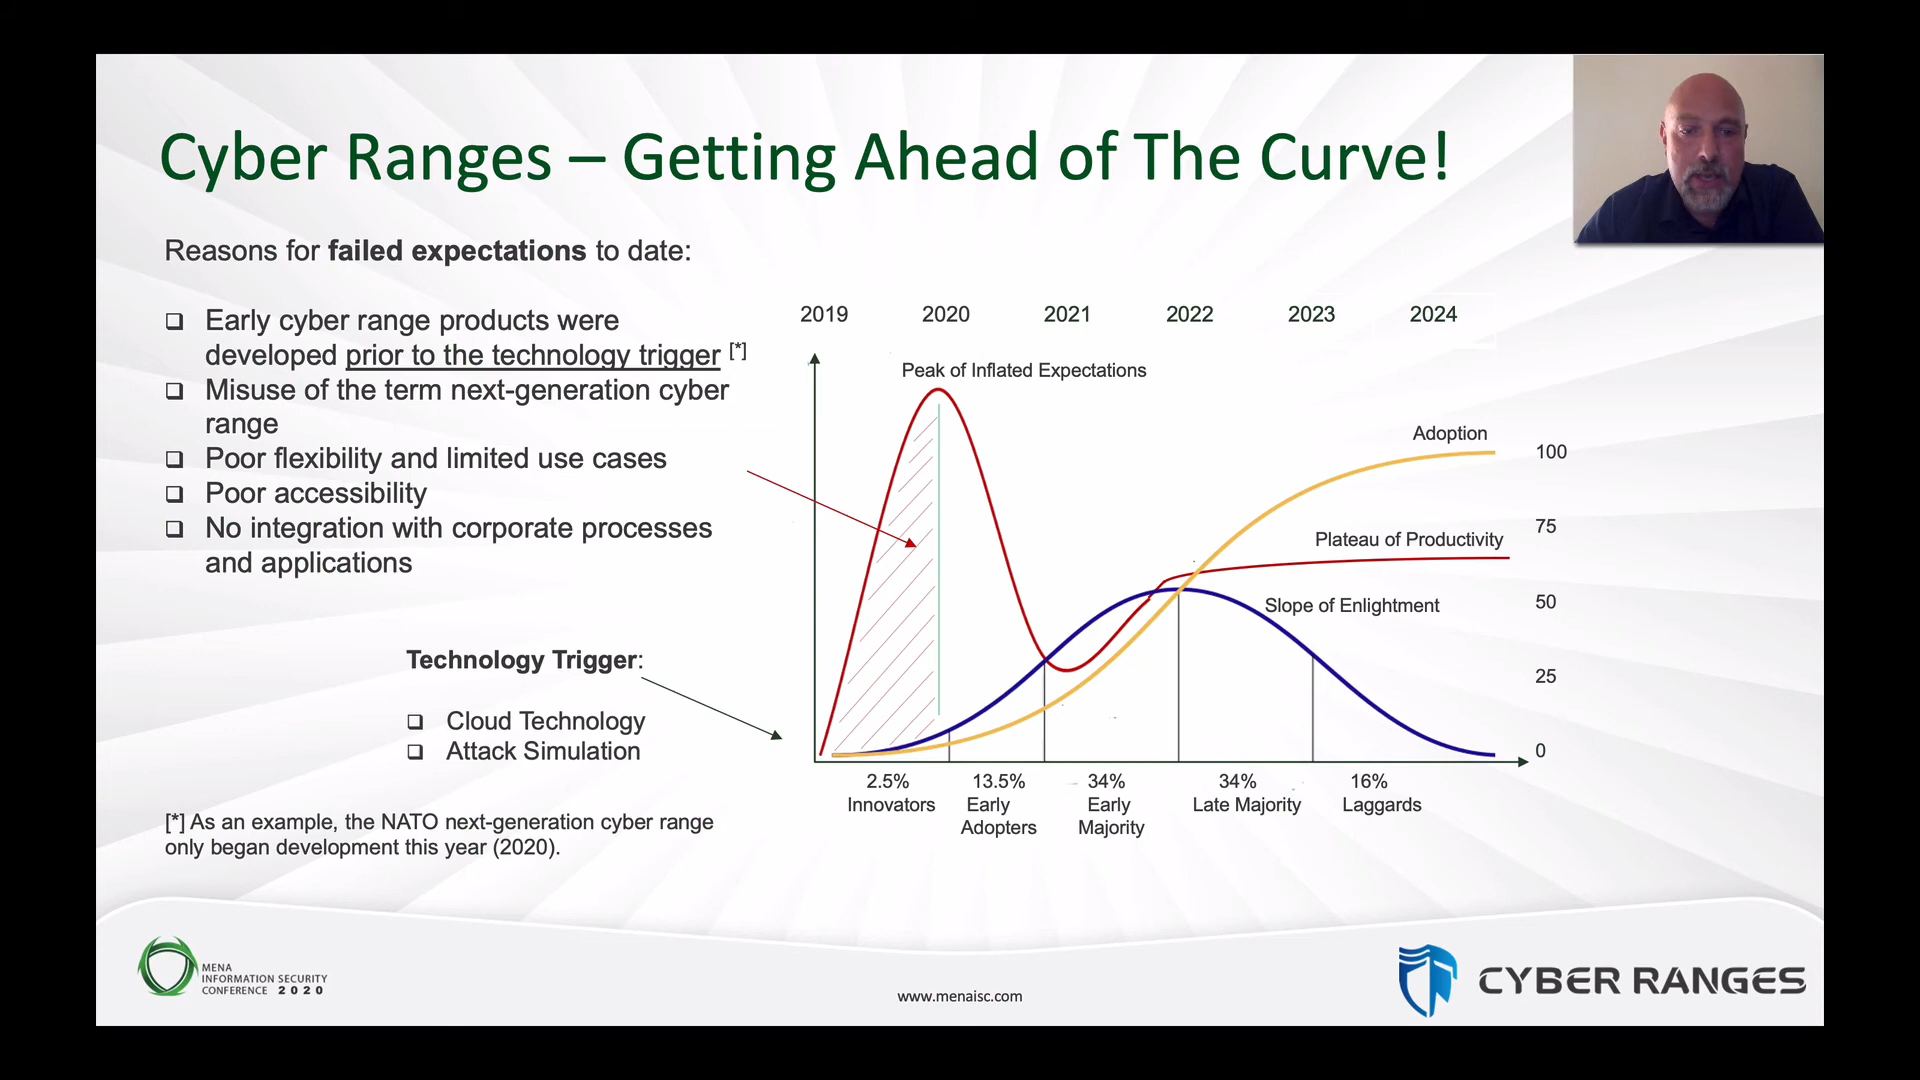 Cyber Ranges – Getting Ahead of The Curve!
Reasons for failed expectations to date:
❑ Early cyber range products were
developed prior to the technology trigger [*]
❑ Misuse of the term next-generation cyber
range
❑ Poor flexibility and limited use cases
❑ Poor accessibility
❑ No integration with corporate processes
and applications
Technology Trigger:
❑ Cloud Technology
❑ Attack Simulation
[*] As an example, the NATO next-generation cyber range
only began development this year (2020).
2019 2020 2021 2022 2023 2024
Peak of Inflated Expectations
Adoption
100
75
Plateau of Productivity
50
Slope of Enlightment
25
0
2.5% 13.5% 34% 34% 16%
Innovators Early Early Late Majority Laggards
Adopters Majority
MENA
INFORMATION SECURITY
CONFERENCE 2020
www.menaisc.com
CYBER RANGES